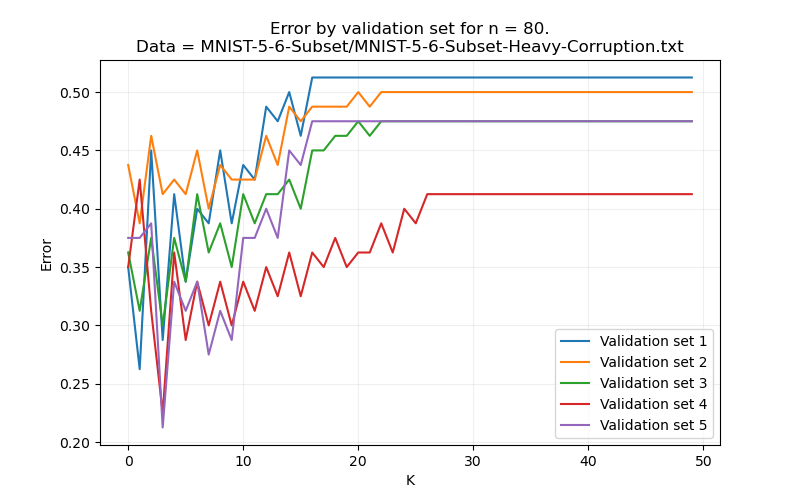 Error by validation set for n = 80.
Data = MNIST-5-6-Subset/MNIST-5-6-Subset-Heavy-Corruption.txt
0.50
0.45
0.40
0.35
0.30
0.25
0.20
Error
Validation set 1
Validation set 2
Validation set 3
Validation set 4
Validation set 5
0 10 20 30 40 50
K